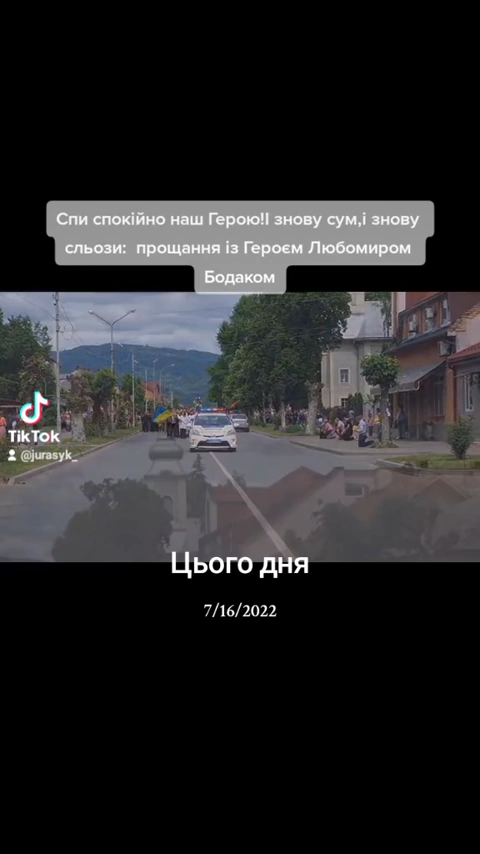 Спи спокійно наш Герою!І знову сум,і знову
сльози:  прощання із Героєм Любомиром
Бодаком
TikTok
@jurasyk_
Цього дня
7/16/2022